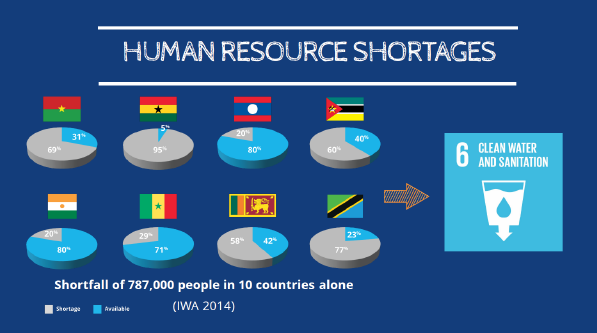 HUMAN RESOURCE SHORTAGES
31%
69%
5%
95%
20%
80%
40%
60%
6 CLEAN WATER
AND SANITATION
20%
80%
29%
71%
58%
42%
23%
77%
Shortfall of 787,000 people in 10 countries alone
(IWA 2014)
Shortage
Available